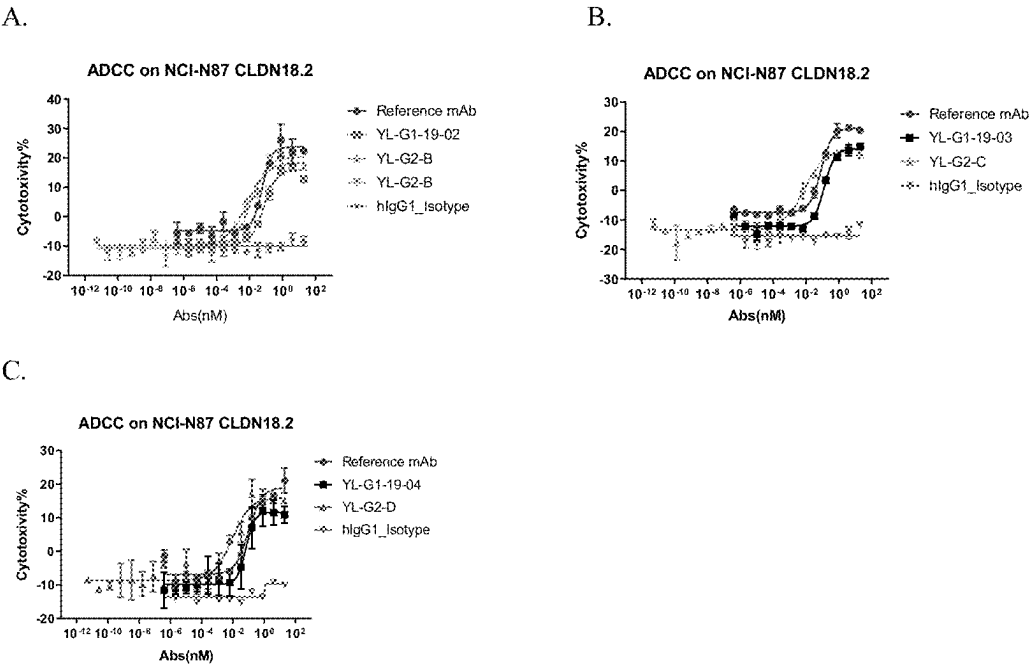 A.
ADCC on NCI-N87 CLDN18.2
Cytotoxivity%
40
30
20
10
0
-10
-20
10-12 10-10 10-8 10-6 10-4 10-2 100 102
Abs(nM)
Reference mAb
YL-G1-19-02
YL-G2-B
YL-G2-B
hIgG1_Isotype
B.
ADCC on NCI-N87 CLDN18.2
Cytotoxivity%
30
20
10
0
-10
-20
-30
10-12 10-10 10-8 10-6 10-4 10-2 100 102
Abs(nM)
Reference mAb
YL-G1-19-03
YL-G2-C
hIgG1_Isotype
C.
ADCC on NCI-N87 CLDN18.2
Cytotoxivity%
30
20
10
0
-10
-20
10-12 10-10 10-8 10-6 10-4 10-2 100 102
Abs(nM)
Reference mAb
YL-G1-19-04
YL-G2-D
hIgG1_Isotype